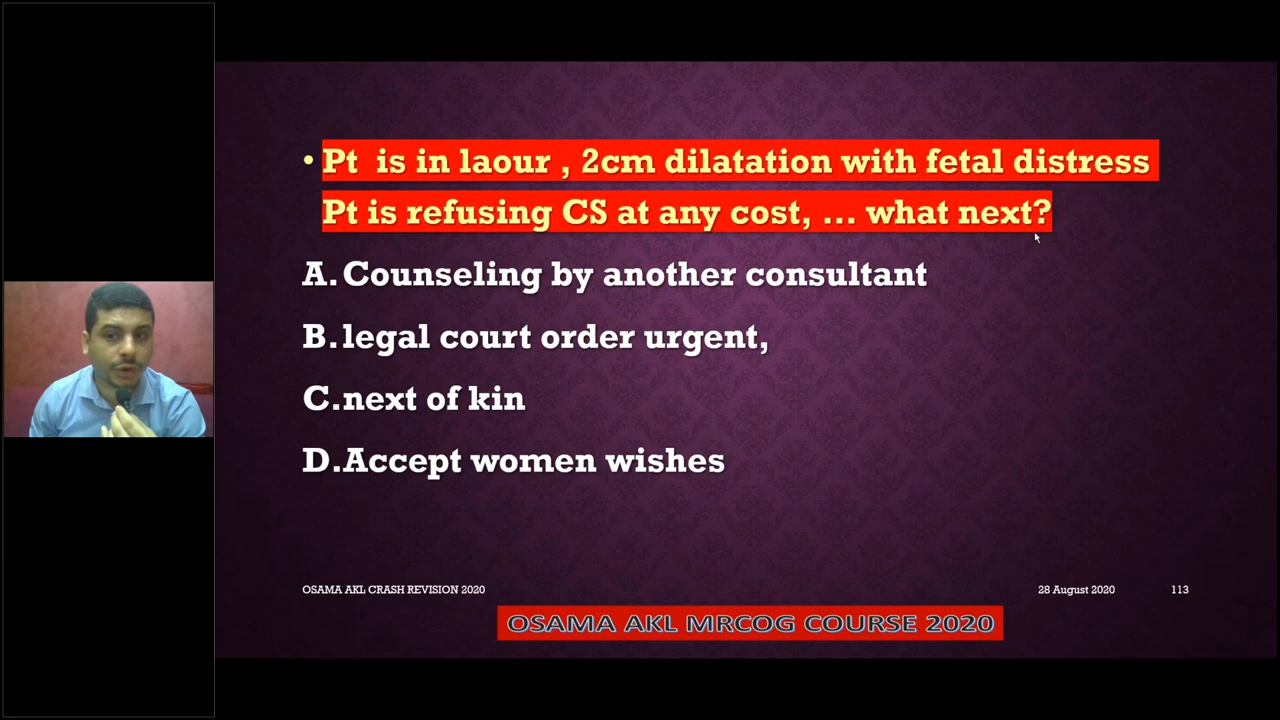 • Pt is in laour , 2cm dilatation with fetal distress
Pt is refusing CS at any cost, ... what next?
A. Counseling by another consultant
B. legal court order urgent,
C. next of kin
D. Accept women wishes
OSAMA AKL CRASH REVISION 2020
28 August 2020
113
OSAMA AKL MRCOG COURSE 2020